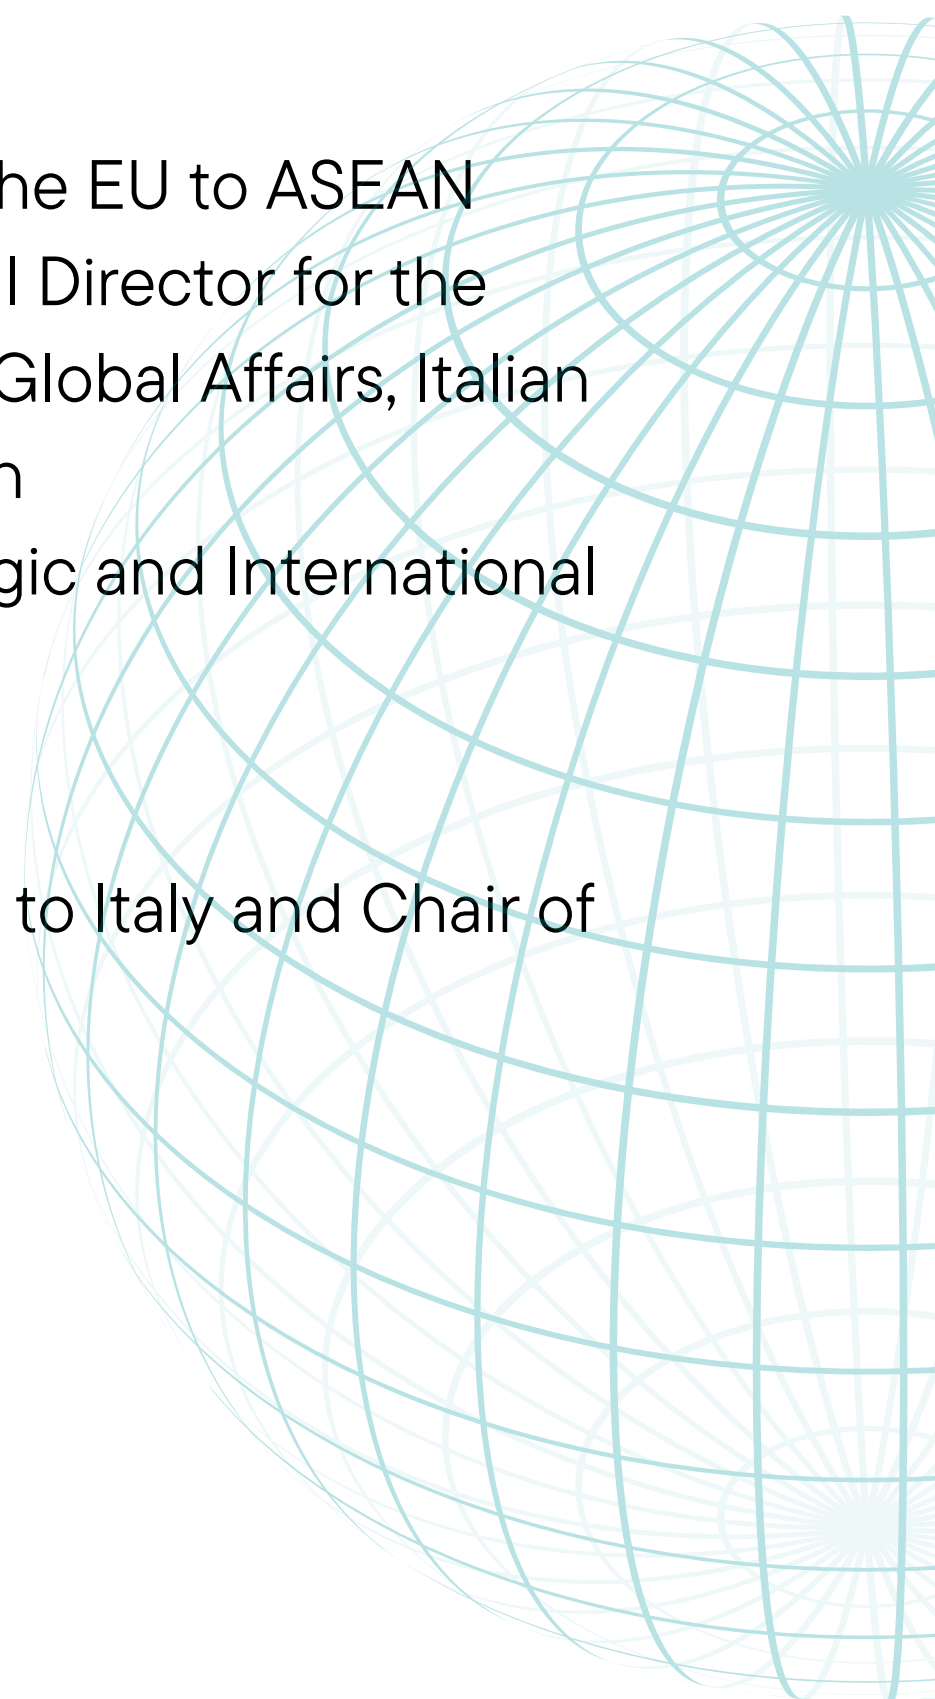 he EU to ASEAN
l Director for the
Global Affairs, Italian
n
gic and International
to Italy and Chair of